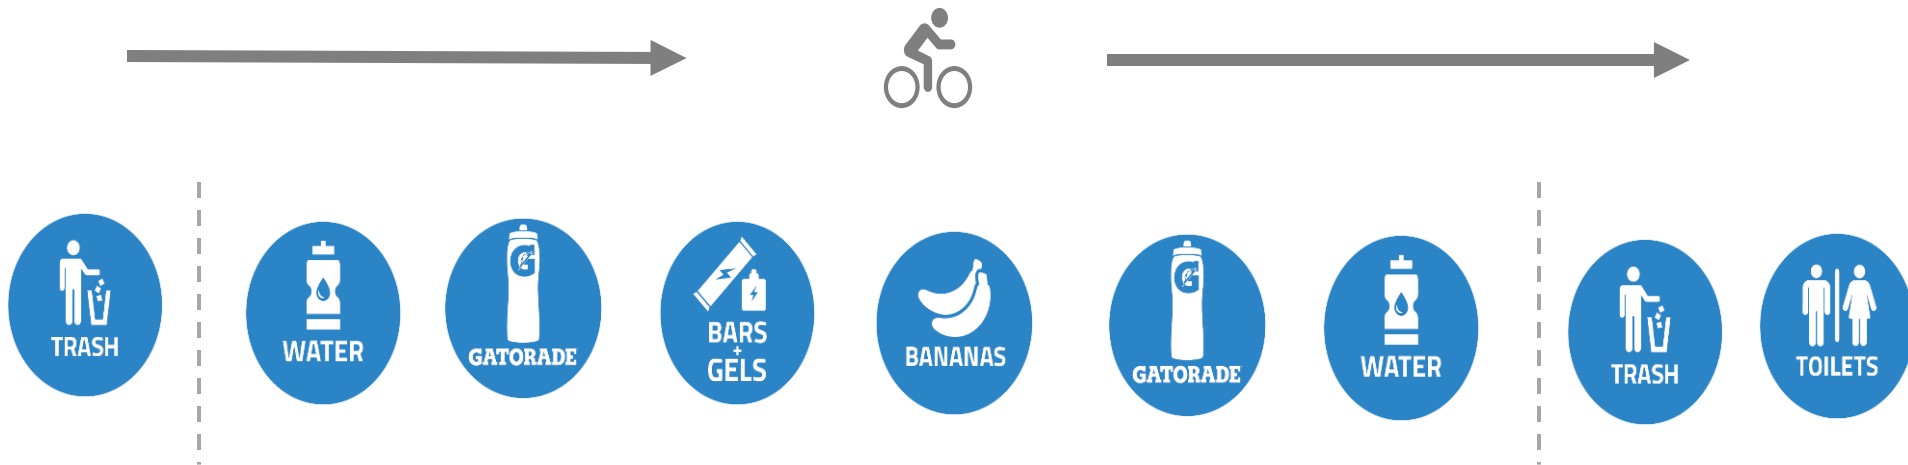 TRASH
WATER
G
GATORADE
BARS
+
GELS
BANANAS
G
GATORADE
WATER
TRASH
TOILETS